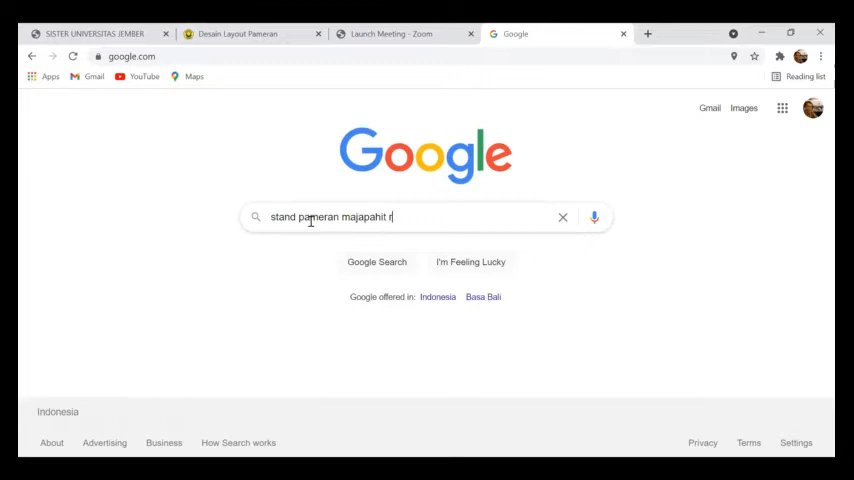 SISTER UNIVERSITAS JEMBER
Desain Layout Pameran
Launch Meeting - Zoom
Google
google.com
Apps
Gmail
YouTube
Maps
Reading list
Gmail
Images
Google
stand pameran majapahit r
Google Search
I'm Feeling Lucky
Google offered in: Indonesia Basa Bali
Indonesia
About
Advertising
Business
How Search works
Privacy
Terms
Settings